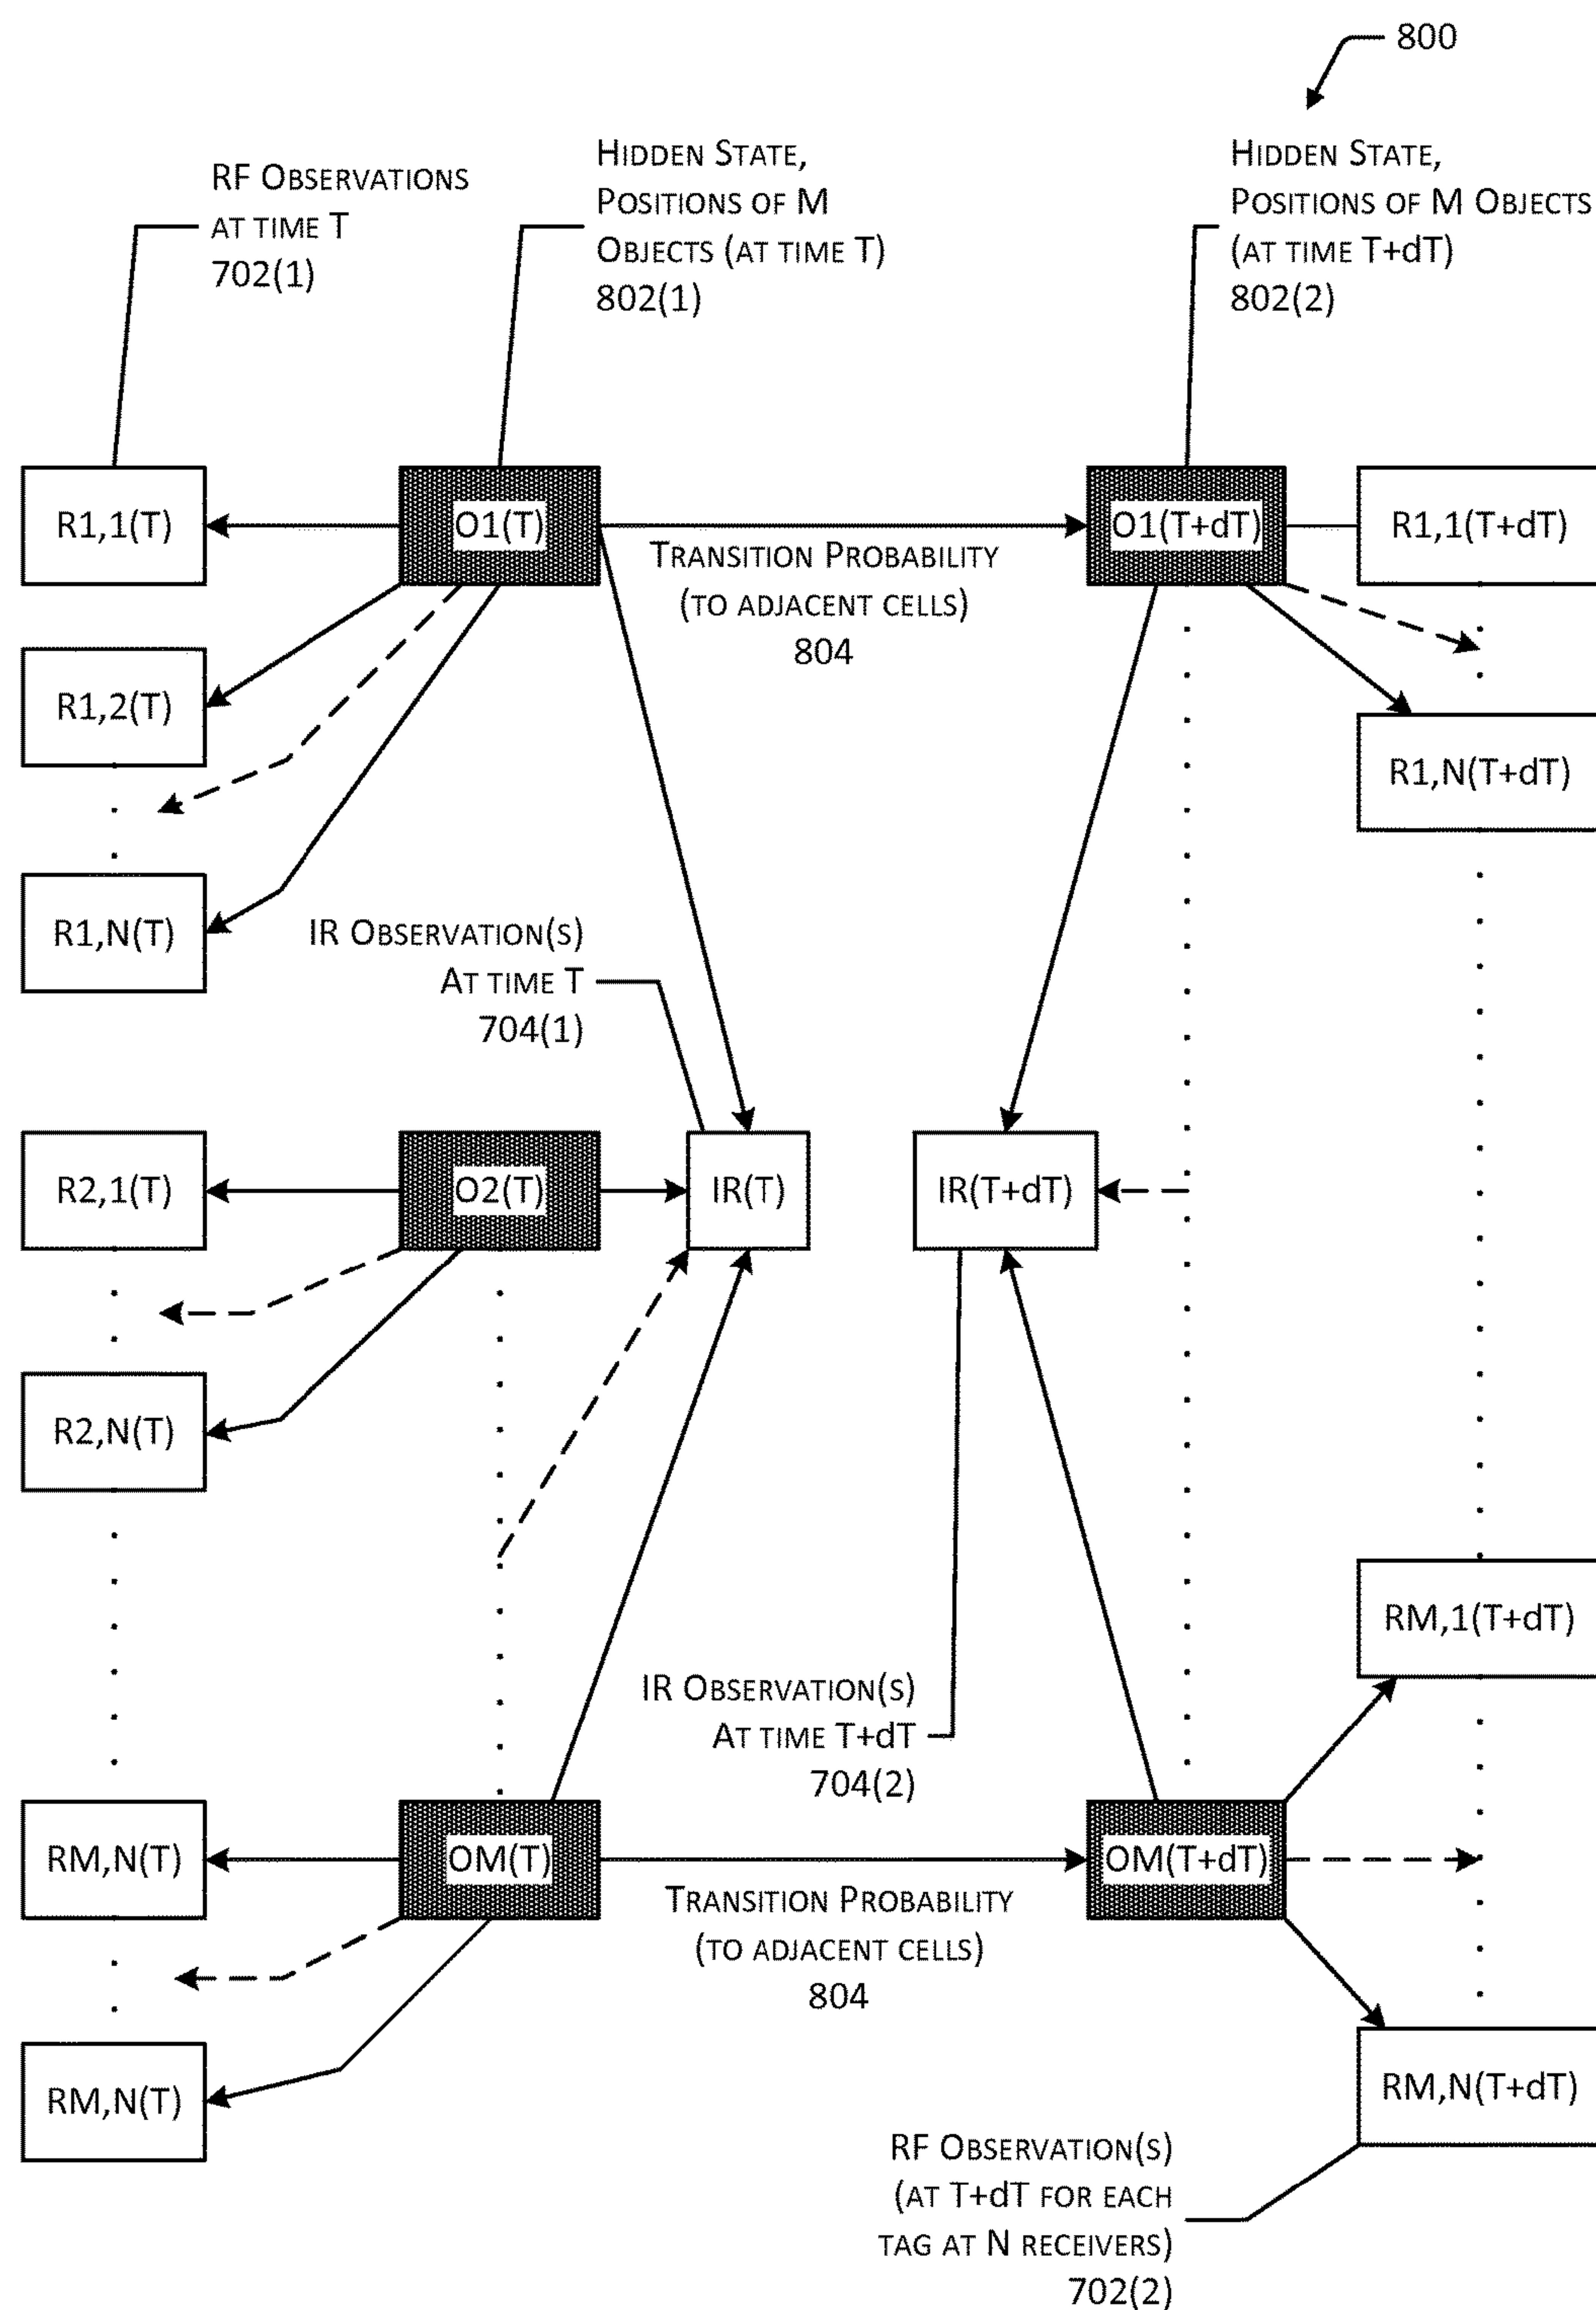 800
RF OBSERVATIONS
AT TIME T
702(1)
HIDDEN STATE,
POSITIONS OF M
OBJECTS (AT TIME T)
802(1)
HIDDEN STATE,
POSITIONS OF M OBJECTS
(AT TIME T+dT)
802(2)
R1,1(T)
O1(T)
O1(T+dT)
R1,1(T+dT)
TRANSITION PROBABILITY
(TO ADJACENT CELLS)
804
R1,2(T)
R1,N(T+dT)
R1,N(T)
IR OBSERVATION(S)
AT TIME T
704(1)
R2,1(T)
O2(T)
IR(T)
IR(T+dT)
R2,N(T)
RM,1(T+dT)
IR OBSERVATION(S)
AT TIME T+dT
704(2)
RM,N(T)
OM(T)
OM(T+dT)
TRANSITION PROBABILITY
(TO ADJACENT CELLS)
804
RM,N(T)
RM,N(T+dT)
RF OBSERVATION(S)
(AT T+dT FOR EACH
TAG AT N RECEIVERS)
702(2)